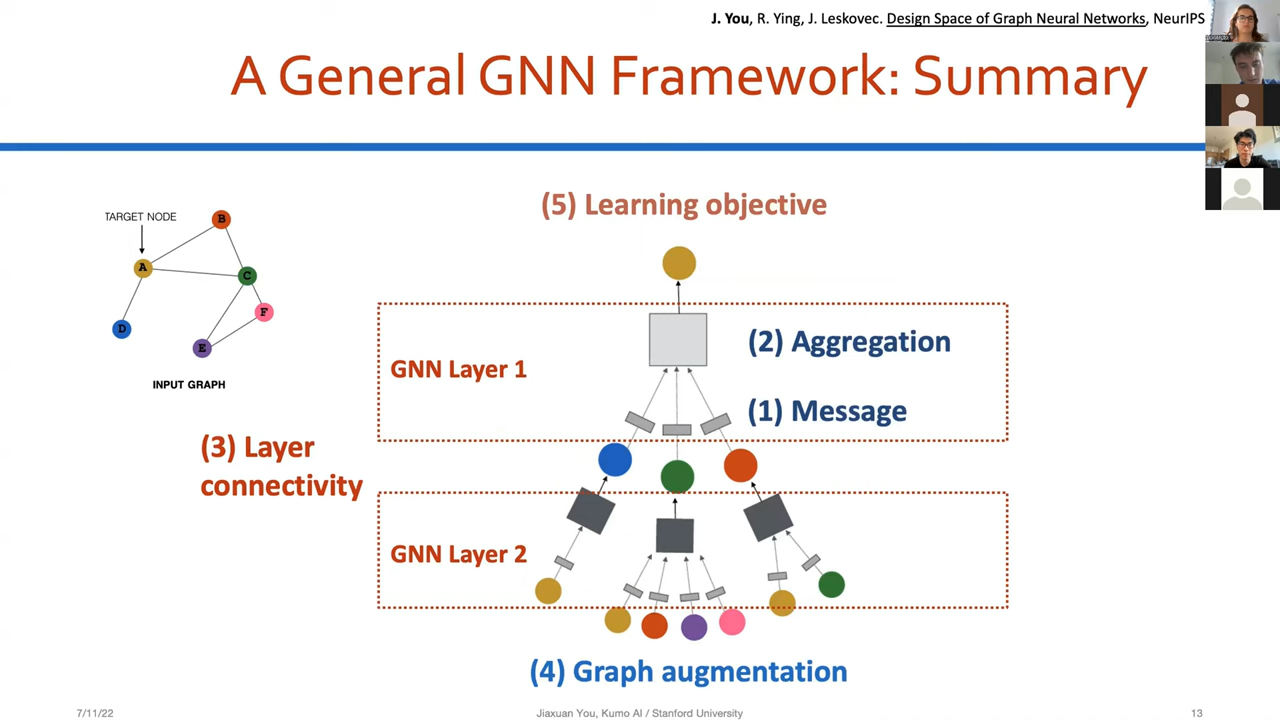 J. You, R. Ying, J. Leskovec. Design Space of Graph Neural Networks, NeurIPS
A General GNN Framework: Summary
(5) Learning objective
TARGET NODE
B
A
C
F
D
E
INPUT GRAPH
GNN Layer 1
(2) Aggregation
(1) Message
(3) Layer
connectivity
GNN Layer 2
(4) Graph augmentation
7/11/22
Jiaxuan You, Kumo AI / Stanford University
13